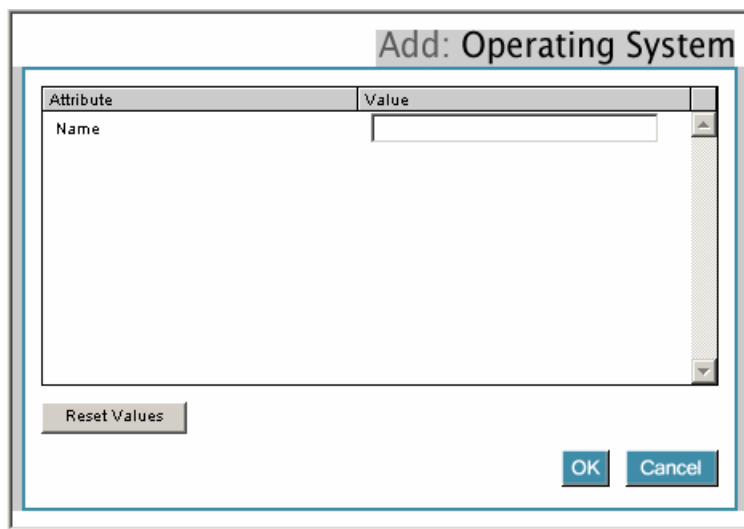 Add: Operating System
Attribute Value
Name
Reset Values
OK Cancel